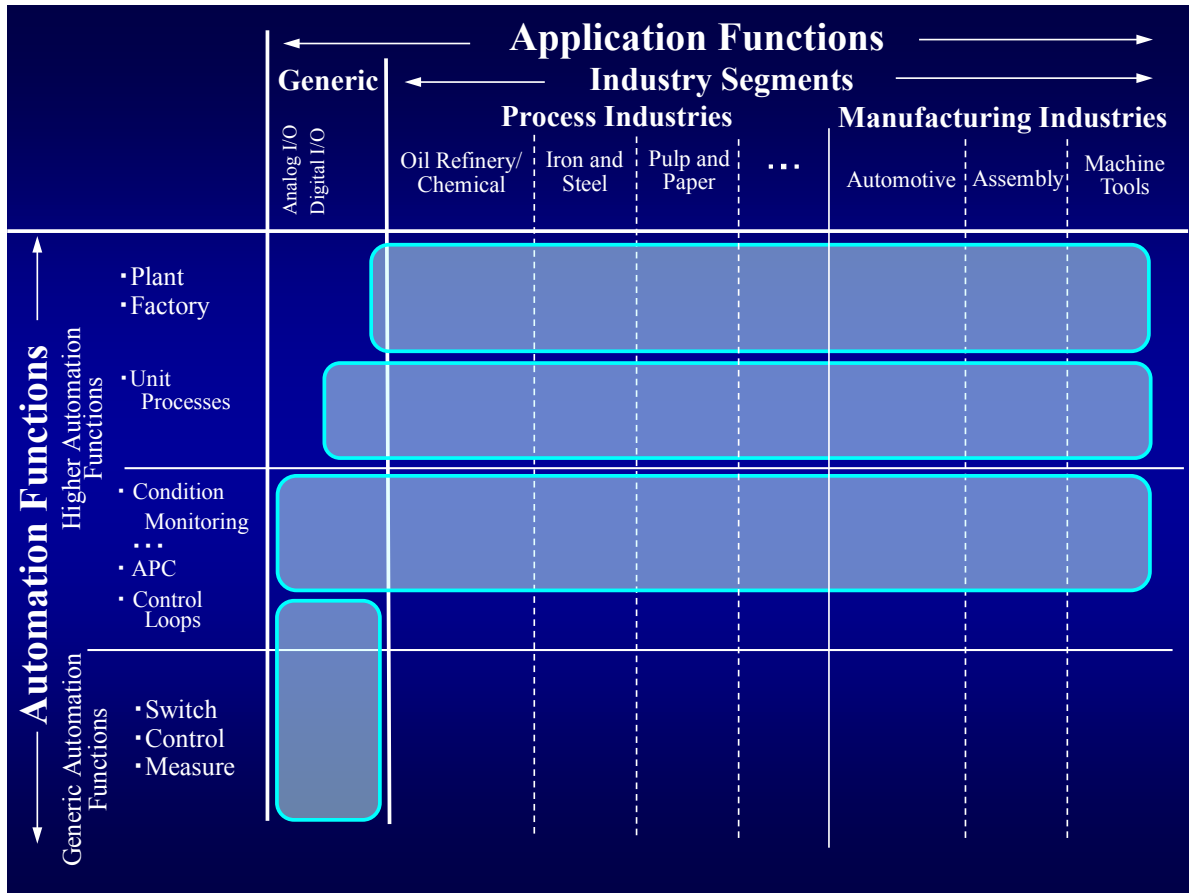 Application Functions
Generic
Industry Segments
Process Industries
Manufacturing Industries
Analog I/O
Digital I/O
Oil Refinery/
Chemical
Iron and
Steel
Pulp and
Paper
...
Automotive
Assembly
Machine
Tools
Automation Functions
Higher Automation
Functions
· Plant
· Factory
· Unit
Processes
· Condition
Monitoring
...
· APC
· Control
Loops
Generic Automation
Functions
· Switch
· Control
· Measure